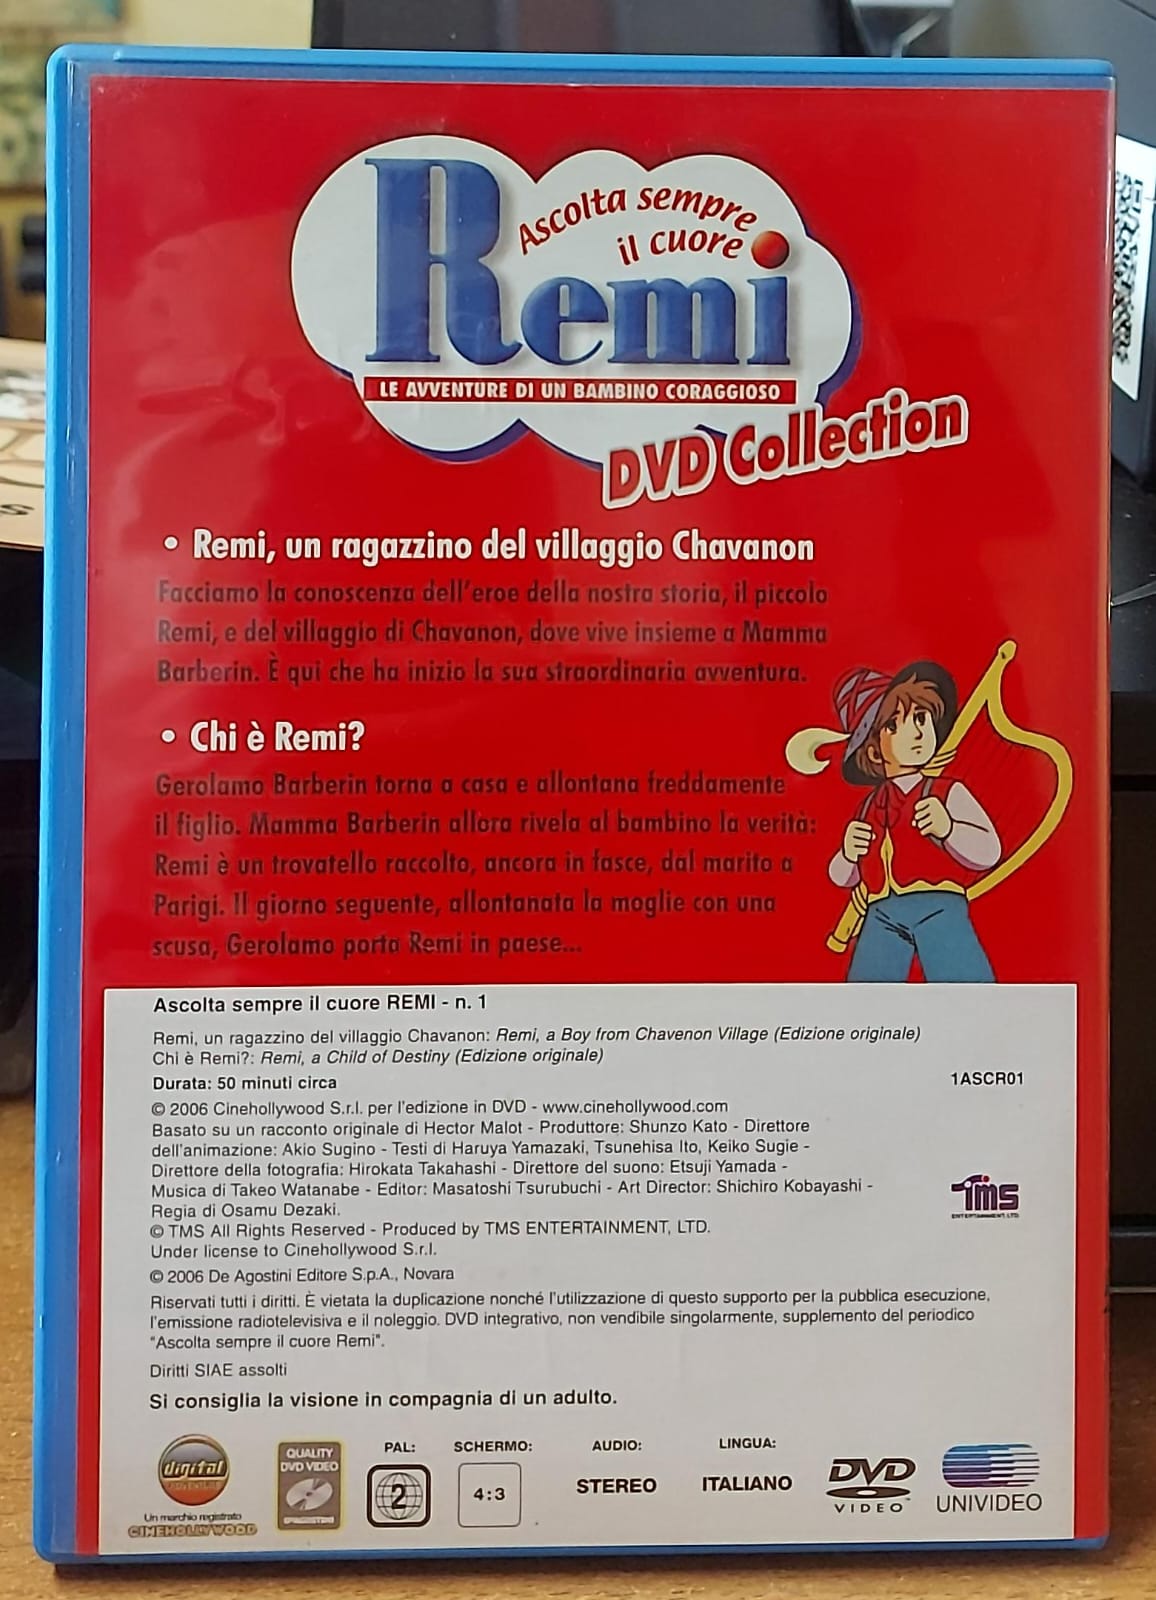 Ascolta sempre
il cuore
Remi
LE AVVENTURE DI UN BAMBINO CORAGGIOSO
DVD Collection
• Remi, un ragazzino del villaggio Chavanon
Facciamo la conoscenza dell'eroe della nostra storia, il piccolo
Remi, e del villaggio di Chavanon, dove vive insieme a Mamma
Barberin. È qui che ha inizio la sua straordinaria avventura.
• Chi è Remi?
Gerolamo Barberin torna a casa e allontana freddamente
il figlio. Mamma Barberin allora rivela al bambino la verità:
Remi è un trovatello raccolto, ancora in fasce, dal marito a
Parigi. Il giorno seguente, allontanata la moglie con una
scusa, Gerolamo porta Remi in paese...
Ascolta sempre il cuore REMI - n. 1
Remi, un ragazzino del villaggio Chavanon: Remi, a Boy from Chavenon Village (Edizione originale)
Chi è Remi?: Remi, a Child of Destiny (Edizione originale)
Durata: 50 minuti circa
1ASCR01
© 2006 Cinehollywood S.r.l. per l'edizione in DVD - www.cinehollywood.com
Basato su un racconto originale di Hector Malot - Produttore: Shunzo Kato - Direttore
dell'animazione: Akio Sugino - Testi di Haruya Yamazaki, Tsunehisa Ito, Keiko Sugie -
Direttore della fotografia: Hirokata Takahashi - Direttore del suono: Etsuji Yamada -
Musica di Takeo Watanabe - Editor: Masatoshi Tsurubuchi - Art Director: Shichiro Kobayashi -
Regia di Osamu Dezaki.
© TMS All Rights Reserved - Produced by TMS ENTERTAINMENT, LTD.
Under license to Cinehollywood S.r.l.
TMS
ENTERTAINMENT, LTD.
© 2006 De Agostini Editore S.p.A., Novara
Riservati tutti i diritti. È vietata la duplicazione nonché l'utilizzazione di questo supporto per la pubblica esecuzione,
l'emissione radiotelevisiva e il noleggio. DVD integrativo, non vendibile singolarmente, supplemento del periodico
"Ascolta sempre il cuore Remi".
Diritti SIAE assolti
Si consiglia la visione in compagnia di un adulto.
digital
Un marchio registrato
CINEHOLLYWOOD
QUALITY
DVD VIDEO
DEAGOSTINI
PAL:
2
SCHERMO:
4:3
AUDIO:
STEREO
LINGUA:
ITALIANO
DVD
VIDEO™
UNIVIDEO